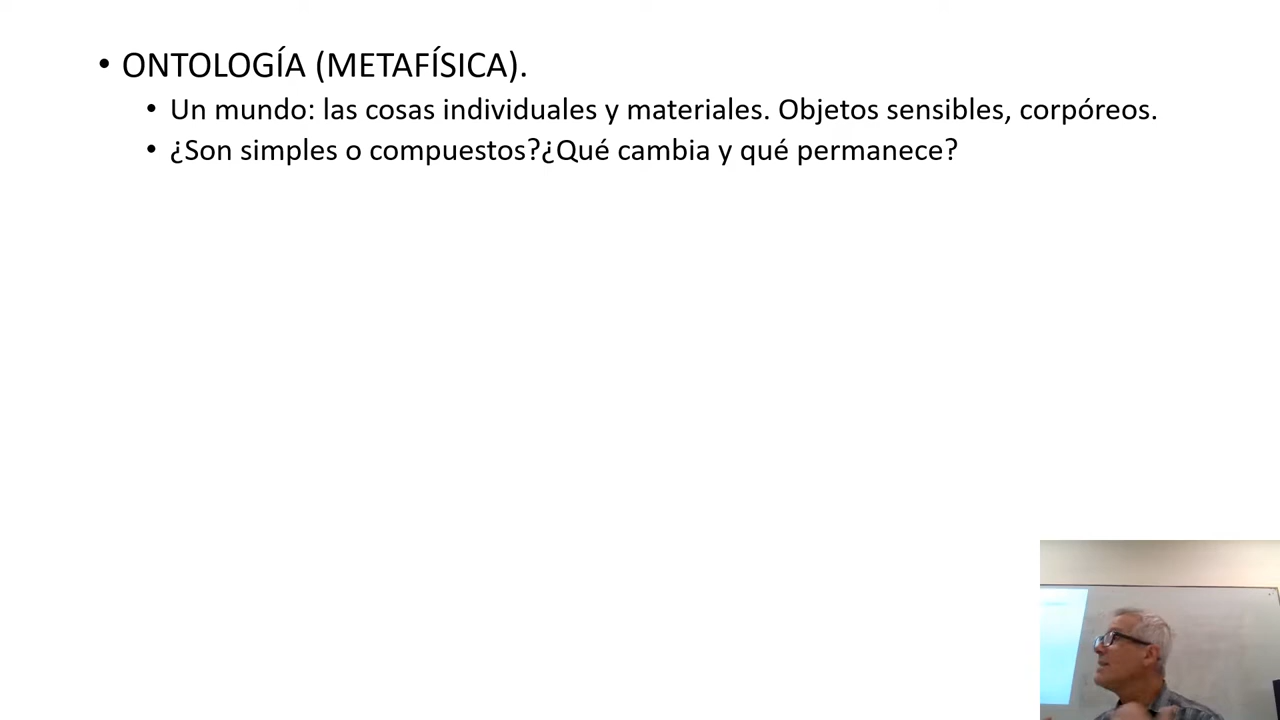 • ONTOLOGÍA (METAFÍSICA).
• Un mundo: las cosas individuales y materiales. Objetos sensibles, corpóreos.
• ¿Son simples o compuestos?¿Qué cambia y qué permanece?